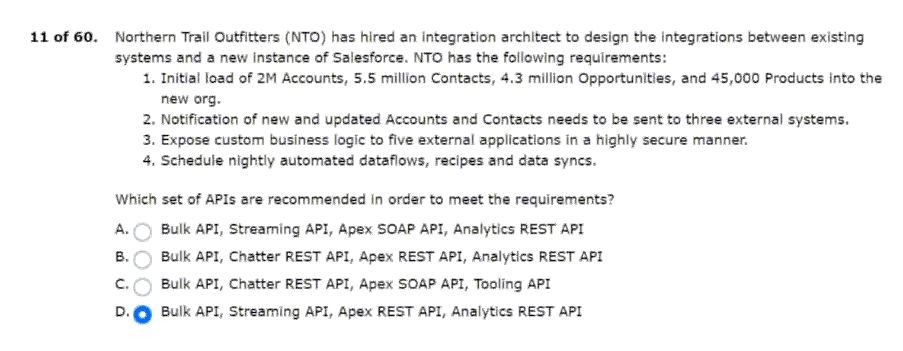 11 of 60. Northern Trail Outfitters (NTO) has hired an integration architect to design the integrations between existing
systems and a new instance of Salesforce. NTO has the following requirements:
1. Initial load of 2M Accounts, 5.5 million Contacts, 4.3 million Opportunities, and 45,000 Products into the
new org.
2. Notification of new and updated Accounts and Contacts needs to be sent to three external systems.
3. Expose custom business logic to five external applications in a highly secure manner.
4. Schedule nightly automated dataflows, recipes and data syncs.
Which set of APIs are recommended in order to meet the requirements?
A. Bulk API, Streaming API, Apex SOAP API, Analytics REST API
B. Bulk API, Chatter REST API, Apex REST API, Analytics REST API
C. Bulk API, Chatter REST API, Apex SOAP API, Tooling API
D. Bulk API, Streaming API, Apex REST API, Analytics REST API